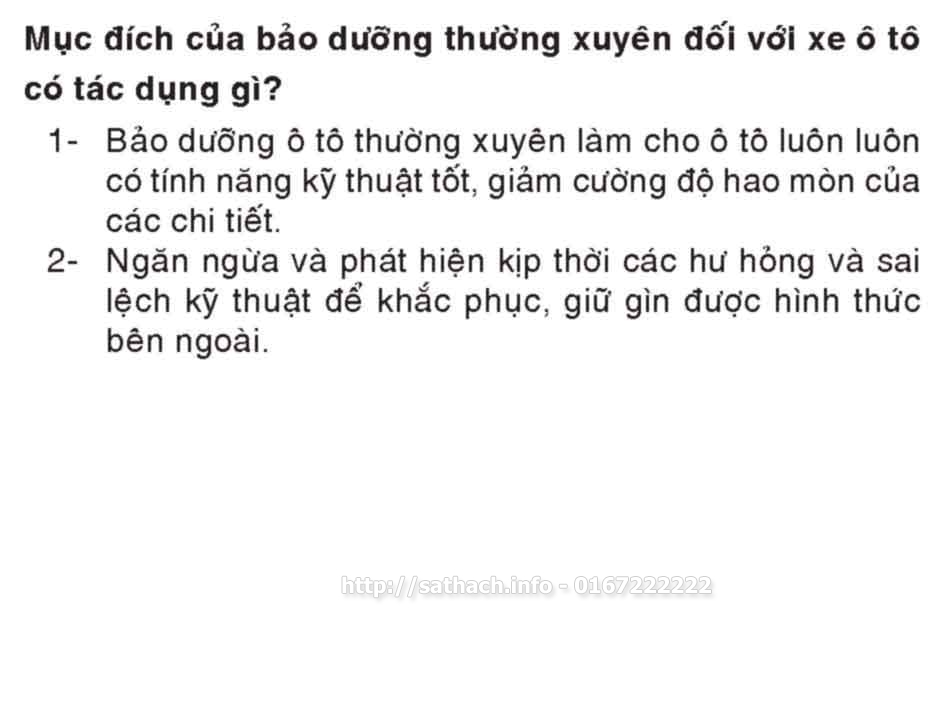 Mục đích của bảo dưỡng thường xuyên đối với xe ô tô
có tác dụng gì?
1- Bảo dưỡng ô tô thường xuyên làm cho ô tô luôn luôn
có tính năng kỹ thuật tốt, giảm cường độ hao mòn của
các chi tiết.
2- Ngăn ngừa và phát hiện kịp thời các hư hỏng và sai
lệch kỹ thuật để khắc phục, giữ gìn được hình thức
bên ngoài.
http://sathach.info - 0167222222